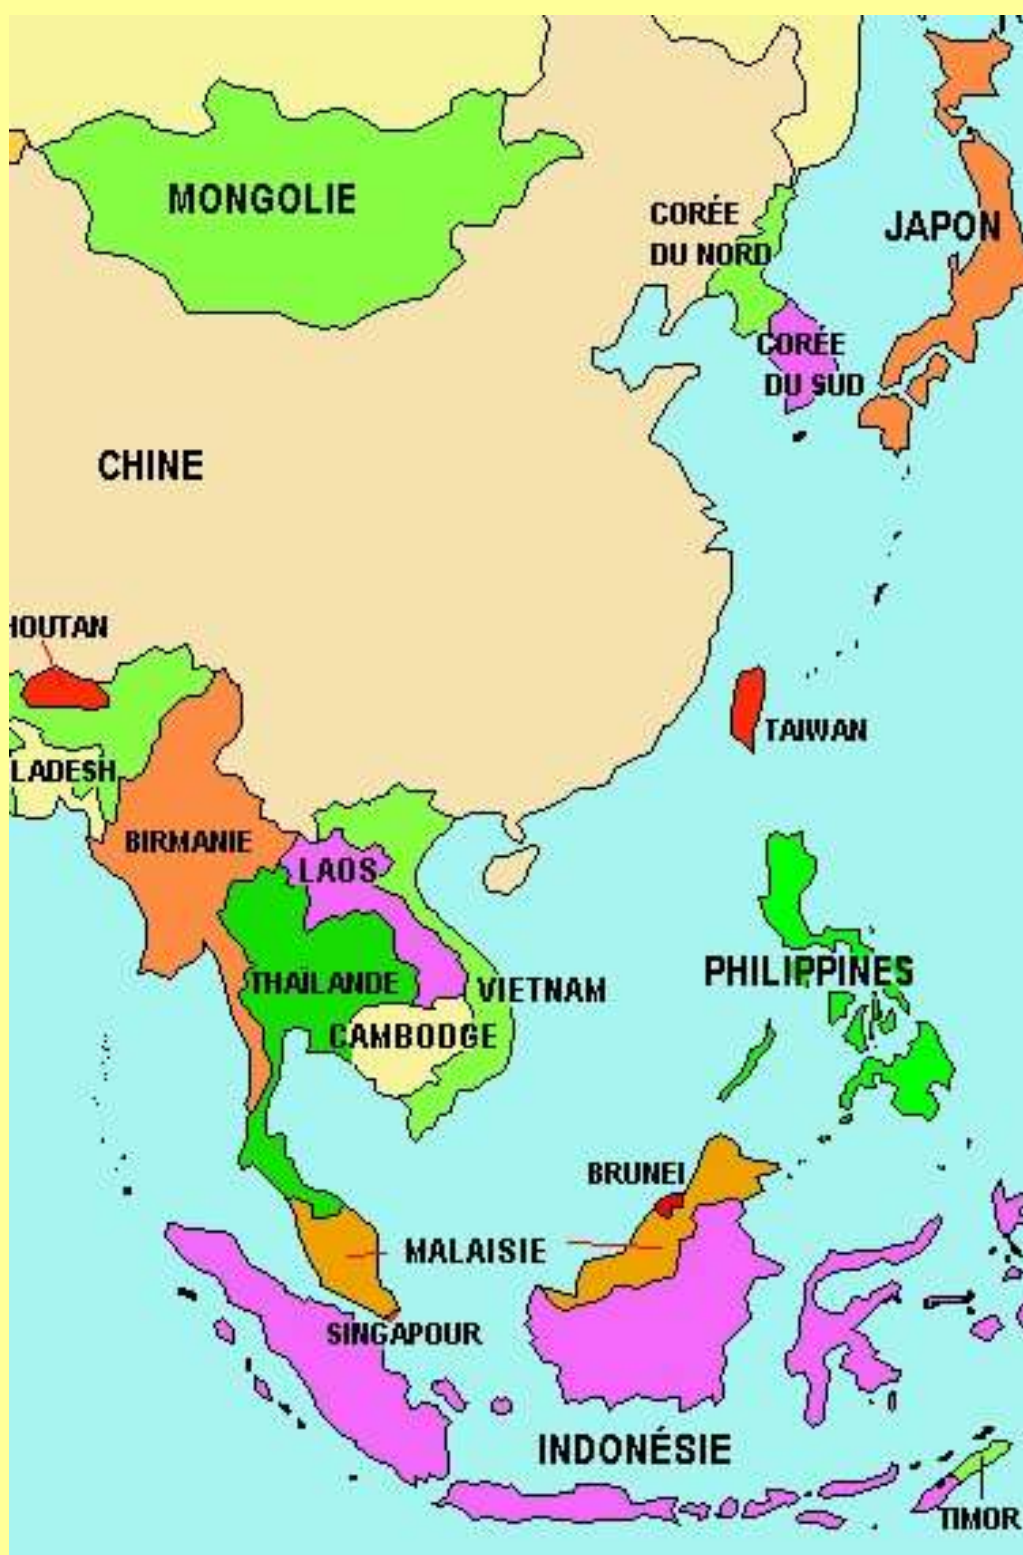 MONGOLIE
CORÉE
DU NORD
JAPON
CORÉE
DU SUD
CHINE
HOUTAN
TAIWAN
LADESH
BIRMANIE
LAOS
PHILIPPINES
THAÏLANDE
VIETNAM
CAMBODGE
BRUNEI
MALAISIE
SINGAPOUR
INDONÉSIE
TIMOR